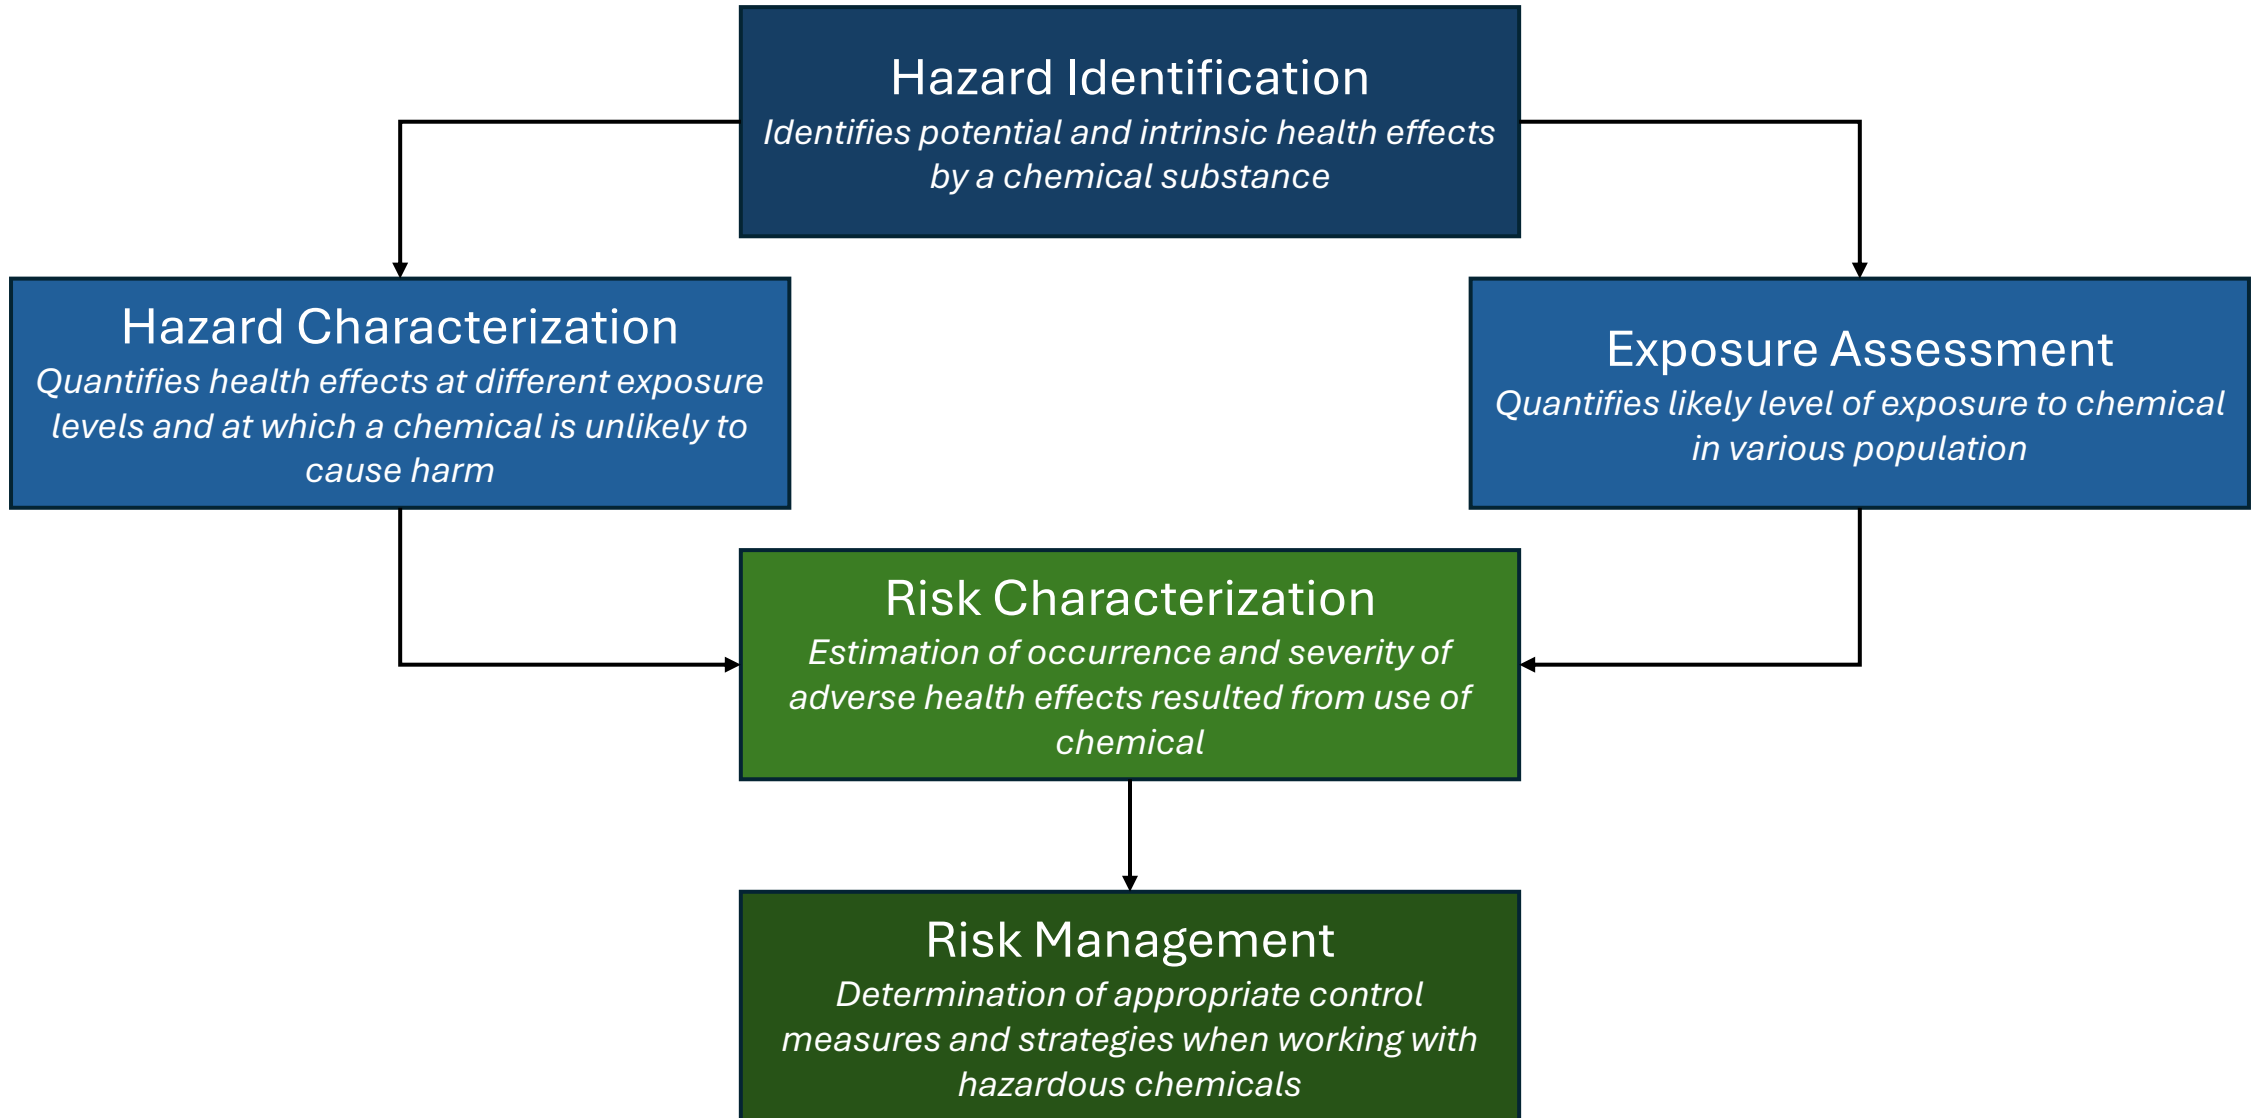 Hazard Identification
Identifies potential and intrinsic health effects
by a chemical substance
Hazard Characterization
Quantifies health effects at different exposure
levels and at which a chemical is unlikely to
cause harm
Exposure Assessment
Quantifies likely level of exposure to chemical
in various population
Risk Characterization
Estimation of occurrence and severity of
adverse health effects resulted from use of
chemical
Risk Management
Determination of appropriate control
measures and strategies when working with
hazardous chemicals